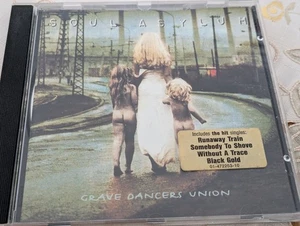 SOUL ASYLUM
Includes the hit singles:
Runaway Train
Somebody To Shove
Without A Trace
Black Gold
GRAVE DANCERS UNION